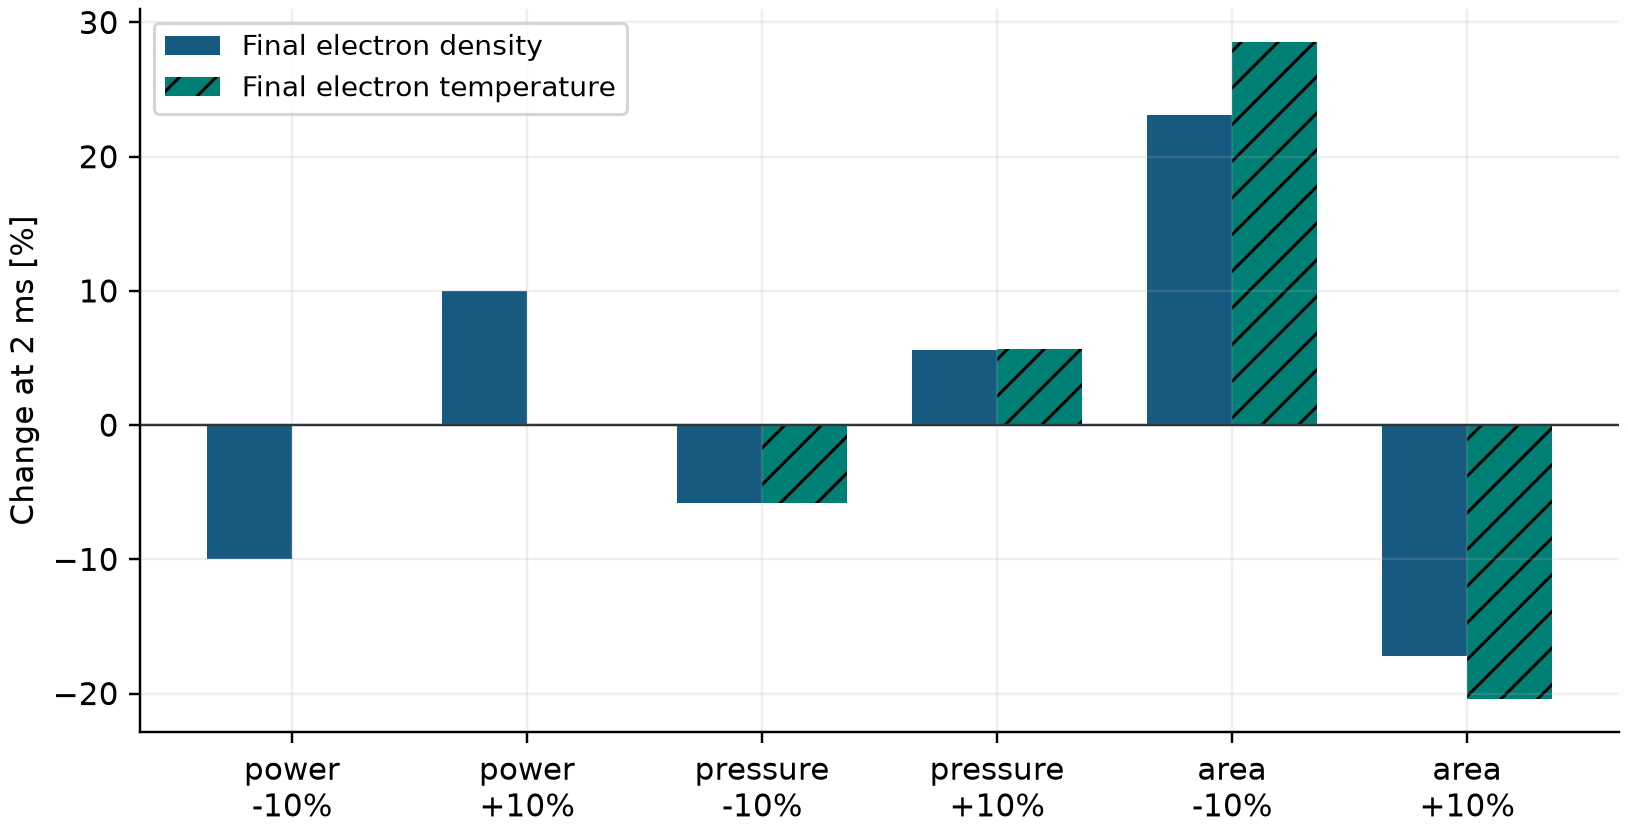 Final electron density
Final electron temperature
Change at 2 ms [%]
30
20
10
0
−10
−20
power
-10%
power
+10%
pressure
-10%
pressure
+10%
area
-10%
area
+10%